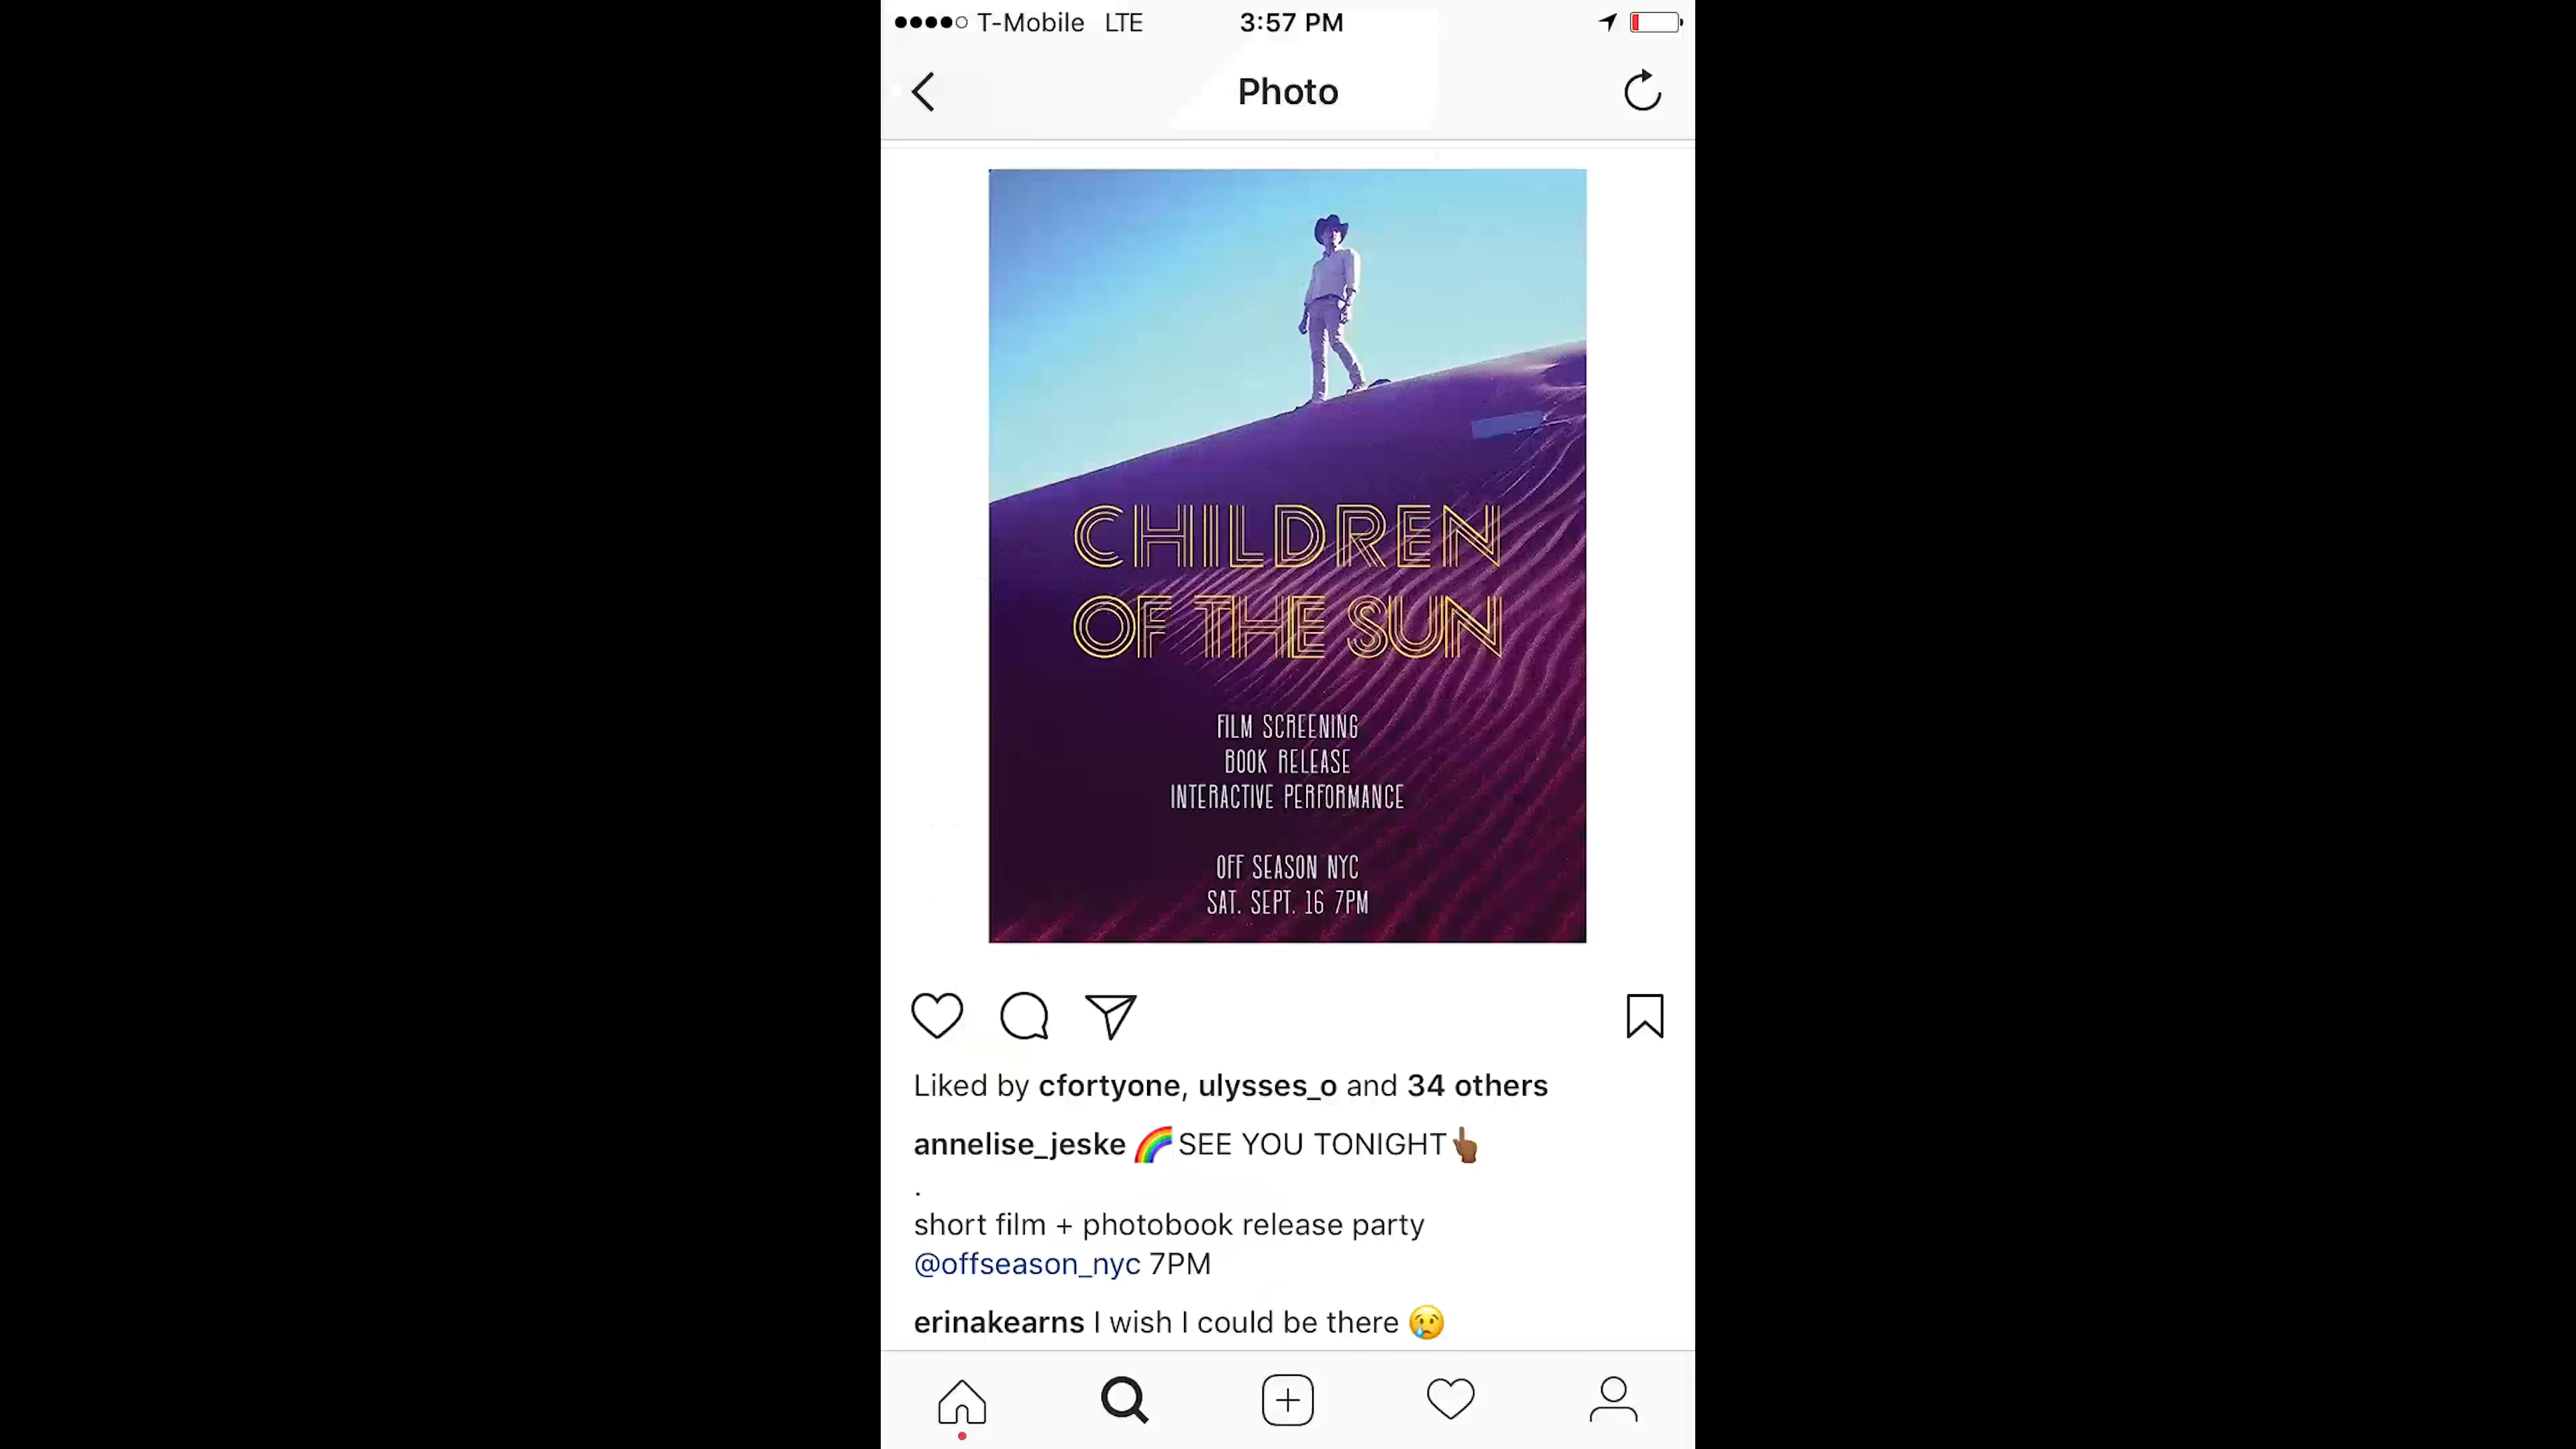 T-Mobile LTE 3:57 PM
Photo
CHILDREN
OF THE SUN
FILM SCREENING
BOOK RELEASE
INTERACTIVE PERFORMANCE
OFF SEASON NYC
SAT. SEPT. 16 7PM
Liked by cfortyone, ulysses_o and 34 others
annelise_jeske 🌈SEE YOU TONIGHT👆🏾
.
short film + photobook release party
@offseason_nyc 7PM
erinakearns I wish I could be there 😢